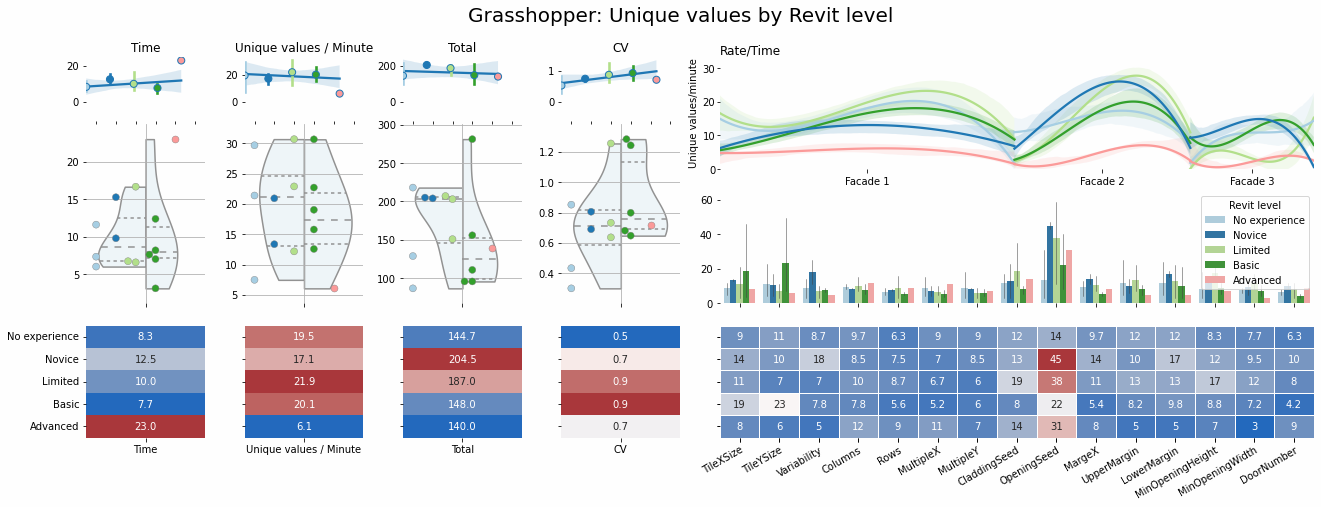 Grasshopper: Unique values by Revit level
Time
20
0
Unique values / Minute
20
0
Total
200
0
CV
1
0
Rate/Time
Unique values/minute
30
20
10
0
Facade 1
Facade 2
Facade 3
20
15
10
5
30
25
20
15
10
5
300
250
200
150
100
1.2
1.0
0.8
0.6
0.4
60
40
20
0
Revit level
No experience
Novice
Limited
Basic
Advanced
No experience 8.3 19.5 144.7 0.5 9 11 8.7 9.7 6.3 9 9 12 14 9.7 12 12 8.3 7.7 6.3
Novice 12.5 17.1 204.5 0.7 14 10 18 8.5 7.5 7 8.5 13 45 14 10 17 12 9.5 10
Limited 10.0 21.9 187.0 0.9 11 7 7 10 8.7 6.7 6 19 38 11 13 13 17 12 8
Basic 7.7 20.1 148.0 0.9 19 23 7.8 7.8 5.6 5.2 6 8 22 5.4 8.2 9.8 8.8 7.2 4.2
Advanced 23.0 6.1 140.0 0.7 8 6 5 12 9 11 7 14 31 8 5 5 7 3 9
Time
Unique values / Minute
Total
CV
TileXSize
TileYSize
Variability
Columns
Rows
MultipleX
MultipleY
CladdingSeed
OpeningSeed
MargeX
UpperMargin
LowerMargin
MinOpeningHeight
MinOpeningWidth
DoorNumber